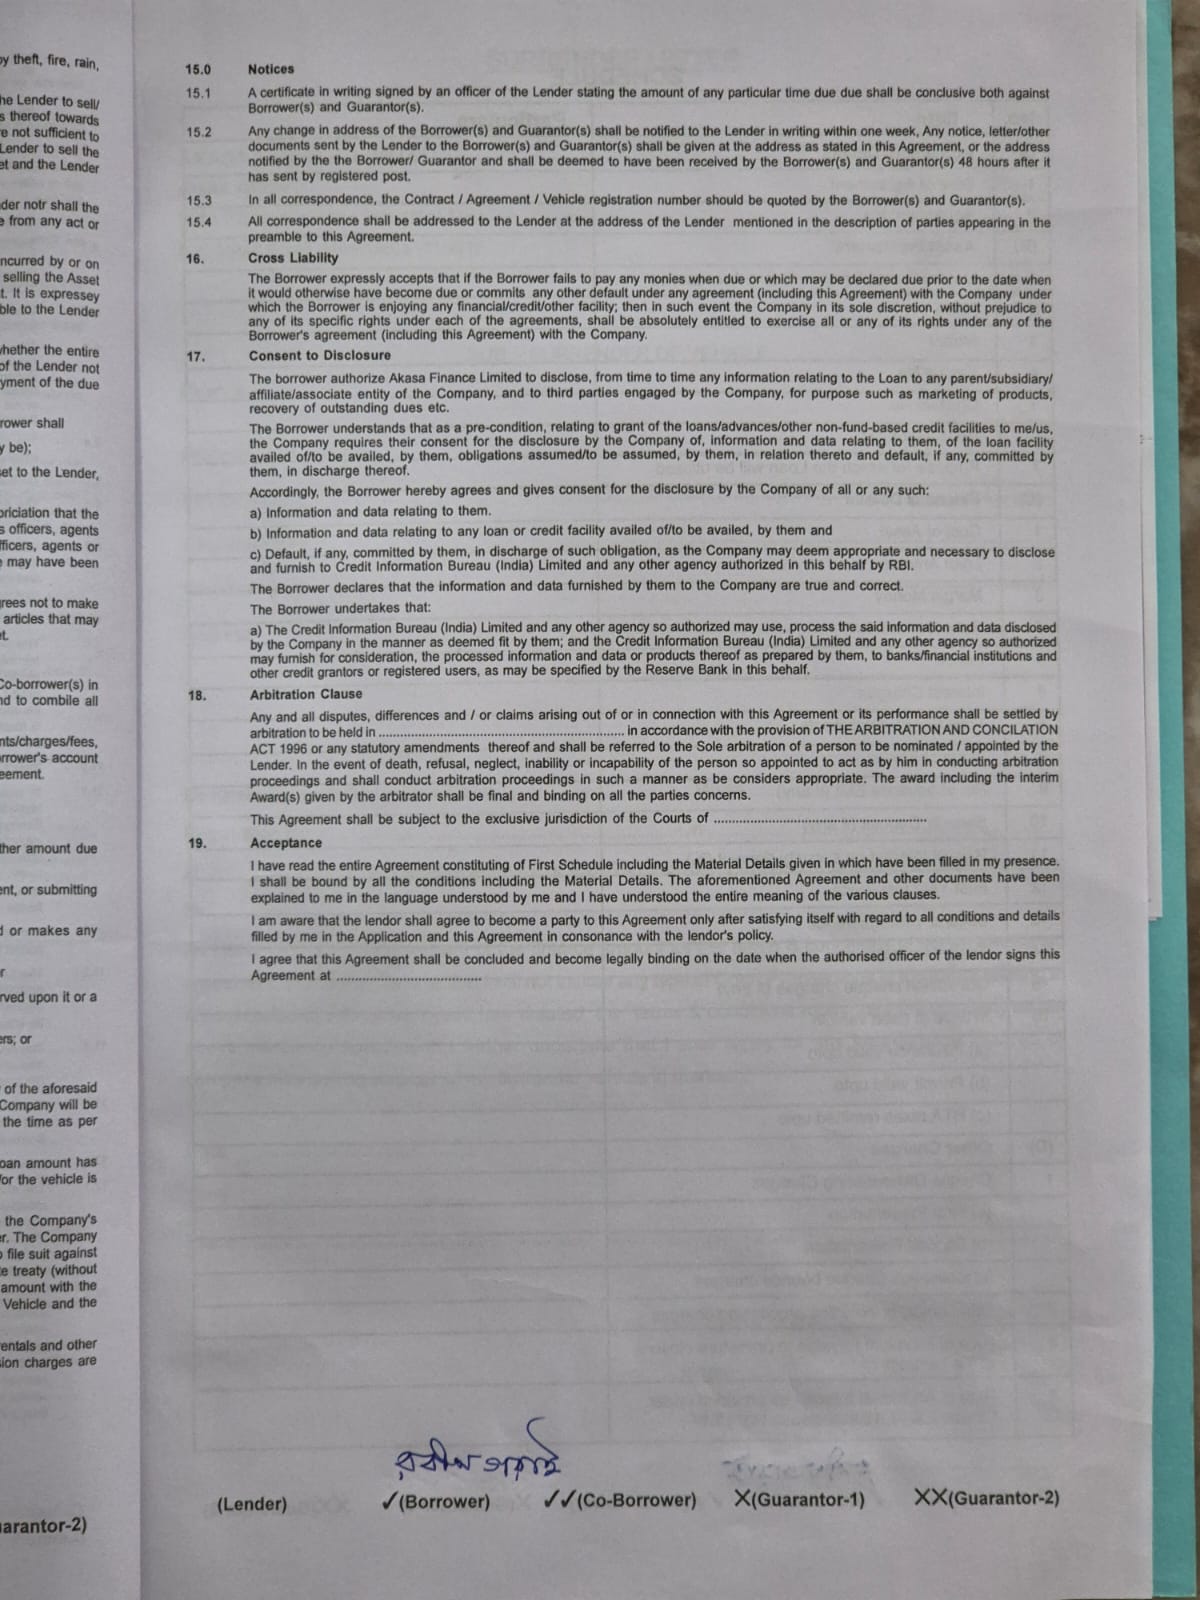 by theft, fire, rain,
he Lender to sell/
s thereof towards
e not sufficient to
Lender to sell the
et and the Lender
der notr shall the
e from any act or
ncurred by or on
selling the Asset
t. It is expressey
ble to the Lender
whether the entire
of the Lender not
yment of the due
rower shall
y be);
et to the Lender,
priciation that the
s officers, agents
fficers, agents or
e may have been
grees not to make
articles that may
et.
Co-borrower(s) in
nd to combile all
nts/charges/fees,
orrower's account
eement.
ther amount due
ent, or submitting
d or makes any
r
rved upon it or a
ers; or
of the aforesaid
Company will be
the time as per
oan amount has
for the vehicle is
the Company's
er. The Company
o file suit against
te treaty (without
amount with the
Vehicle and the
entals and other
sion charges are
uarantor-2)
15.0 Notices
15.1 A certificate in writing signed by an officer of the Lender stating the amount of any particular time due due shall be conclusive both against
Borrower(s) and Guarantor(s).
15.2 Any change in address of the Borrower(s) and Guarantor(s) shall be notified to the Lender in writing within one week, Any notice, letter/other
documents sent by the Lender to the Borrower(s) and Guarantor(s) shall be given at the address as stated in this Agreement, or the address
notified by the the Borrower/ Guarantor and shall be deemed to have been received by the Borrower(s) and Guarantor(s) 48 hours after it
has sent by registered post.
15.3 In all correspondence, the Contract / Agreement / Vehicle registration number should be quoted by the Borrower(s) and Guarantor(s).
15.4 All correspondence shall be addressed to the Lender at the address of the Lender mentioned in the description of parties appearing in the
preamble to this Agreement.
16. Cross Liability
The Borrower expressly accepts that if the Borrower fails to pay any monies when due or which may be declared due prior to the date when
it would otherwise have become due or commits any other default under any agreement (including this Agreement) with the Company under
which the Borrower is enjoying any financial/credit/other facility; then in such event the Company in its sole discretion, without prejudice to
any of its specific rights under each of the agreements, shall be absolutely entitled to exercise all or any of its rights under any of the
Borrower's agreement (including this Agreement) with the Company.
17. Consent to Disclosure
The borrower authorize Akasa Finance Limited to disclose, from time to time any information relating to the Loan to any parent/subsidiary/
affiliate/associate entity of the Company, and to third parties engaged by the Company, for purpose such as marketing of products,
recovery of outstanding dues etc.
The Borrower understands that as a pre-condition, relating to grant of the loans/advances/other non-fund-based credit facilities to me/us,
the Company requires their consent for the disclosure by the Company of, information and data relating to them, of the loan facility
availed of/to be availed, by them, obligations assumed/to be assumed, by them, in relation thereto and default, if any, committed by
them, in discharge thereof.
Accordingly, the Borrower hereby agrees and gives consent for the disclosure by the Company of all or any such:
a) Information and data relating to them.
b) Information and data relating to any loan or credit facility availed of/to be availed, by them and
c) Default, if any, committed by them, in discharge of such obligation, as the Company may deem appropriate and necessary to disclose
and furnish to Credit Information Bureau (India) Limited and any other agency authorized in this behalf by RBI.
The Borrower declares that the information and data furnished by them to the Company are true and correct.
The Borrower undertakes that:
a) The Credit Information Bureau (India) Limited and any other agency so authorized may use, process the said information and data disclosed
by the Company in the manner as deemed fit by them; and the Credit Information Bureau (India) Limited and any other agency so authorized
may furnish for consideration, the processed information and data or products thereof as prepared by them, to banks/financial institutions and
other credit grantors or registered users, as may be specified by the Reserve Bank in this behalf.
18. Arbitration Clause
Any and all disputes, differences and / or claims arising out of or in connection with this Agreement or its performance shall be settled by
arbitration to be held in .................................................................. in accordance with the provision of THE ARBITRATION AND CONCILATION
ACT 1996 or any statutory amendments thereof and shall be referred to the Sole arbitration of a person to be nominated / appointed by the
Lender. In the event of death, refusal, neglect, inability or incapability of the person so appointed to act as by him in conducting arbitration
proceedings and shall conduct arbitration proceedings in such a manner as be considers appropriate. The award including the interim
Award(s) given by the arbitrator shall be final and binding on all the parties concerns.
This Agreement shall be subject to the exclusive jurisdiction of the Courts of ..........................................................
19. Acceptance
I have read the entire Agreement constituting of First Schedule including the Material Details given in which have been filled in my presence.
I shall be bound by all the conditions including the Material Details. The aforementioned Agreement and other documents have been
explained to me in the language understood by me and I have understood the entire meaning of the various clauses.
I am aware that the lendor shall agree to become a party to this Agreement only after satisfying itself with regard to all conditions and details
filled by me in the Application and this Agreement in consonance with the lendor's policy.
I agree that this Agreement shall be concluded and become legally binding on the date when the authorised officer of the lendor signs this
Agreement at .......................................
(Lender) ✓(Borrower) ✓✓(Co-Borrower) X(Guarantor-1) XX(Guarantor-2)